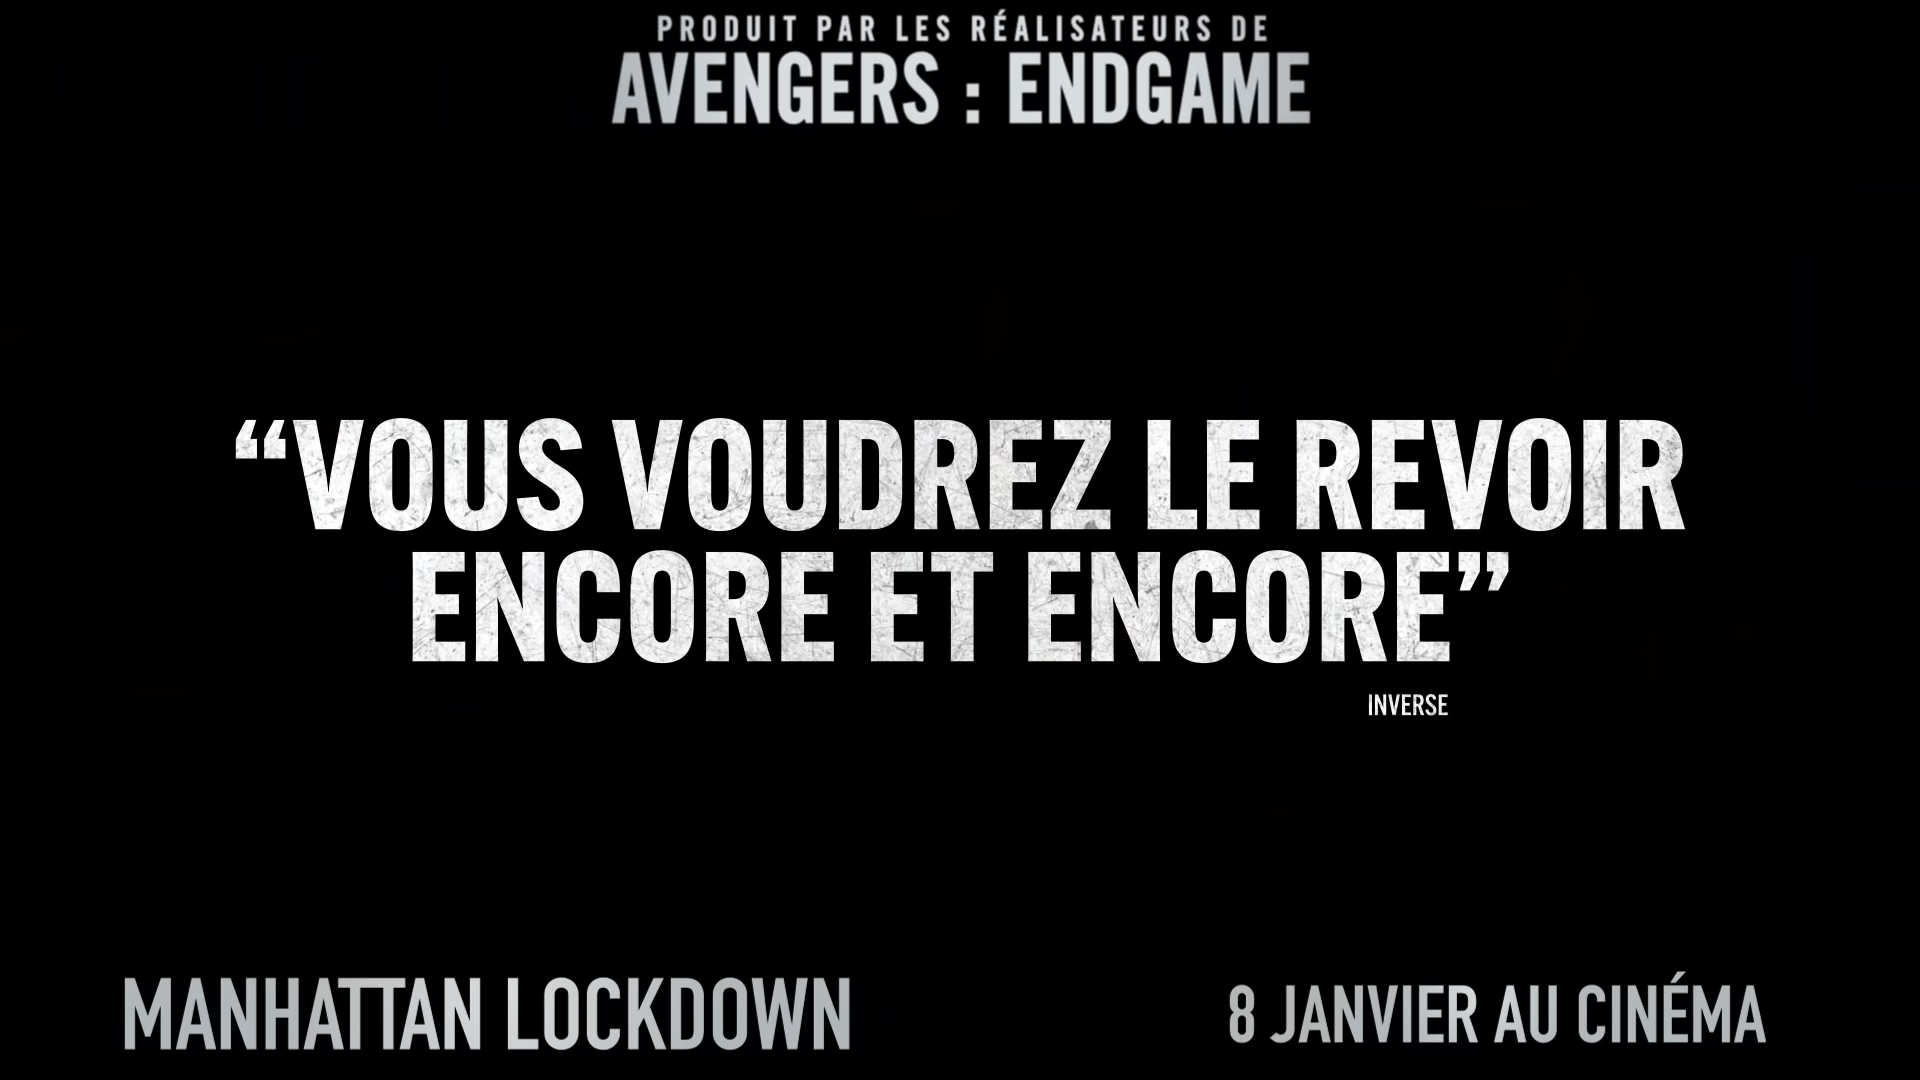 PRODUIT PAR LES RÉALISATEURS DE
AVENGERS : ENDGAME
“VOUS VOUDREZ LE REVOIR
ENCORE ET ENCORE”
INVERSE
MANHATTAN LOCKDOWN
8 JANVIER AU CINÉMA